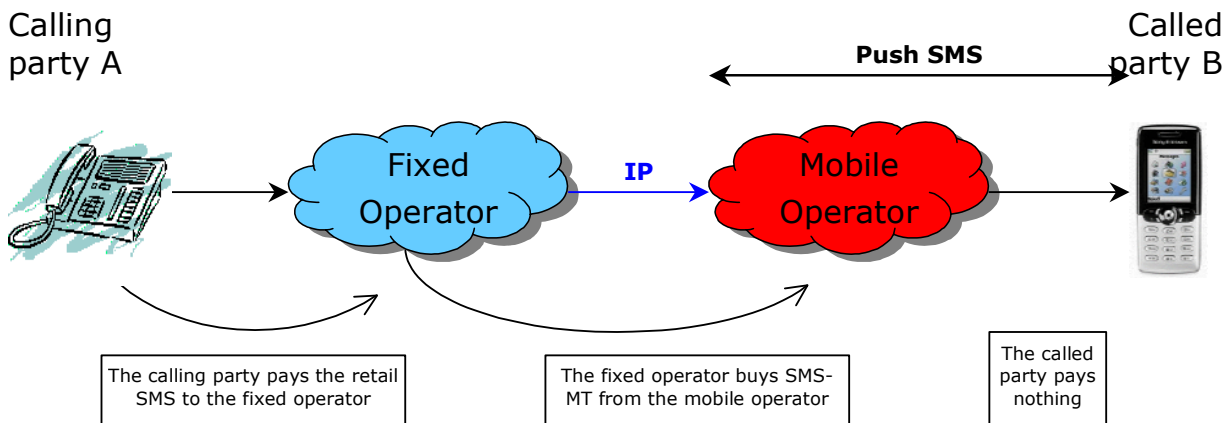 Calling
party A
Called
party B
Push SMS
Fixed
Operator
IP
Mobile
Operator
The calling party pays the retail
SMS to the fixed operator
The fixed operator buys SMS-
MT from the mobile operator
The called
party pays
nothing